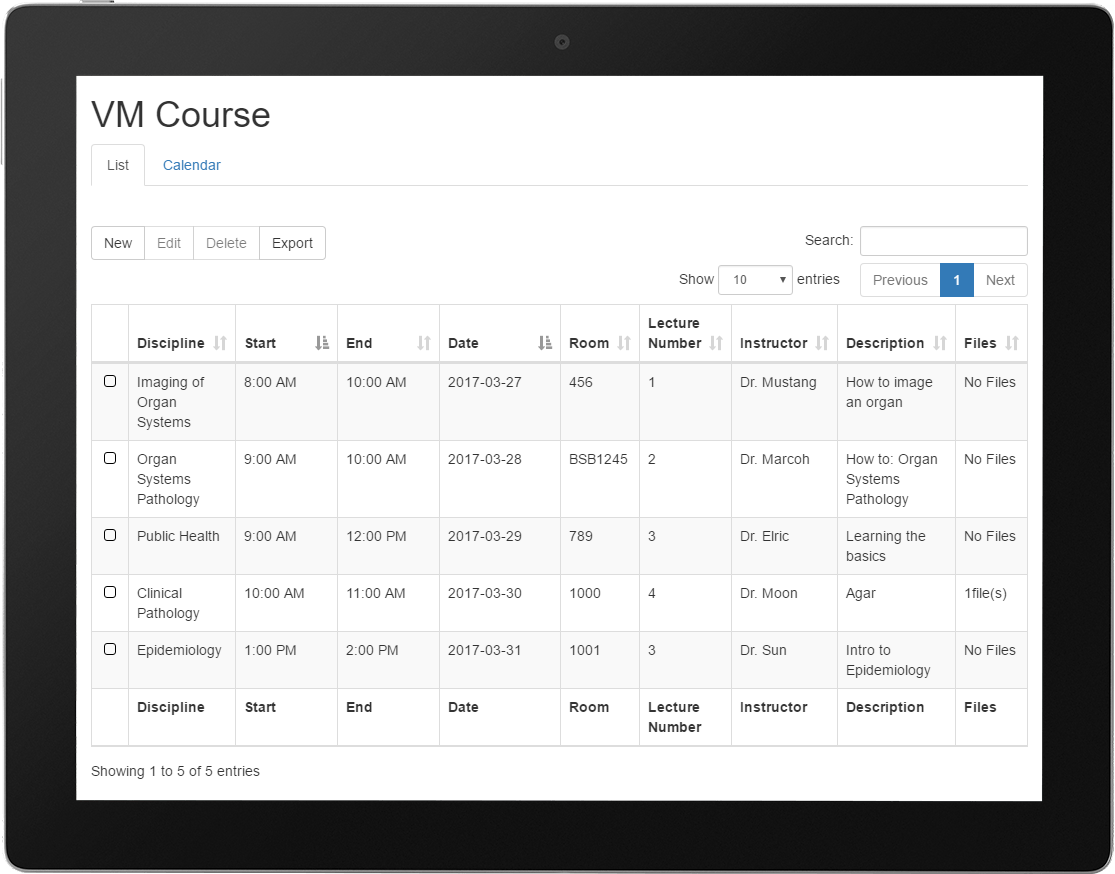 VM Course
List Calendar
New Edit Delete Export Search:
Show 10 entries Previous 1 Next
Discipline Start End Date Room Lecture Number Instructor Description Files
Imaging of Organ Systems 8:00 AM 10:00 AM 2017-03-27 456 1 Dr. Mustang How to image an organ No Files
Organ Systems Pathology 9:00 AM 10:00 AM 2017-03-28 BSB1245 2 Dr. Marcoh How to: Organ Systems Pathology No Files
Public Health 9:00 AM 12:00 PM 2017-03-29 789 3 Dr. Elric Learning the basics No Files
Clinical Pathology 10:00 AM 11:00 AM 2017-03-30 1000 4 Dr. Moon Agar 1file(s)
Epidemiology 1:00 PM 2:00 PM 2017-03-31 1001 3 Dr. Sun Intro to Epidemiology No Files
Discipline Start End Date Room Lecture Number Instructor Description Files
Showing 1 to 5 of 5 entries